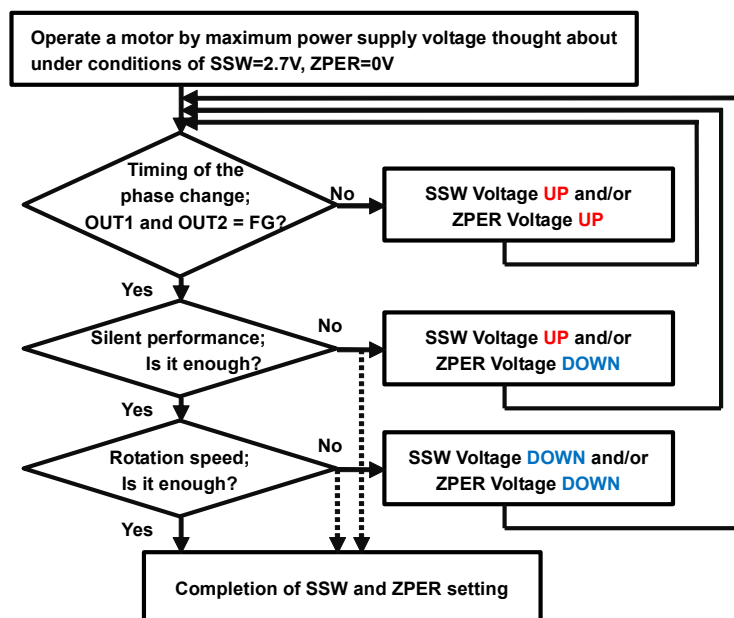 Operate a motor by maximum power supply voltage thought about
under conditions of SSW=2.7V, ZPER=0V
Timing of the
phase change;
OUT1 and OUT2 = FG?
No
SSW Voltage UP and/or
ZPER Voltage UP
Yes
Silent performance;
Is it enough?
No
SSW Voltage UP and/or
ZPER Voltage DOWN
Yes
Rotation speed;
Is it enough?
No
SSW Voltage DOWN and/or
ZPER Voltage DOWN
Yes
Completion of SSW and ZPER setting